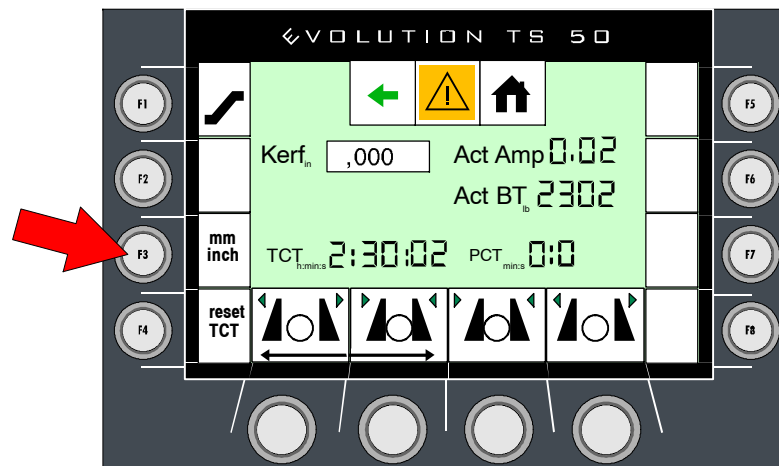 EVOLUTION TS 50
F1
F5
Kerf in ,000 Act Amp 0.02
F2
F6
Act BT lb 2302
mm
inch
F3
F7
TCT h:min:s 2:30:02 PCT min:s 0:0
reset
TCT
F4
F8